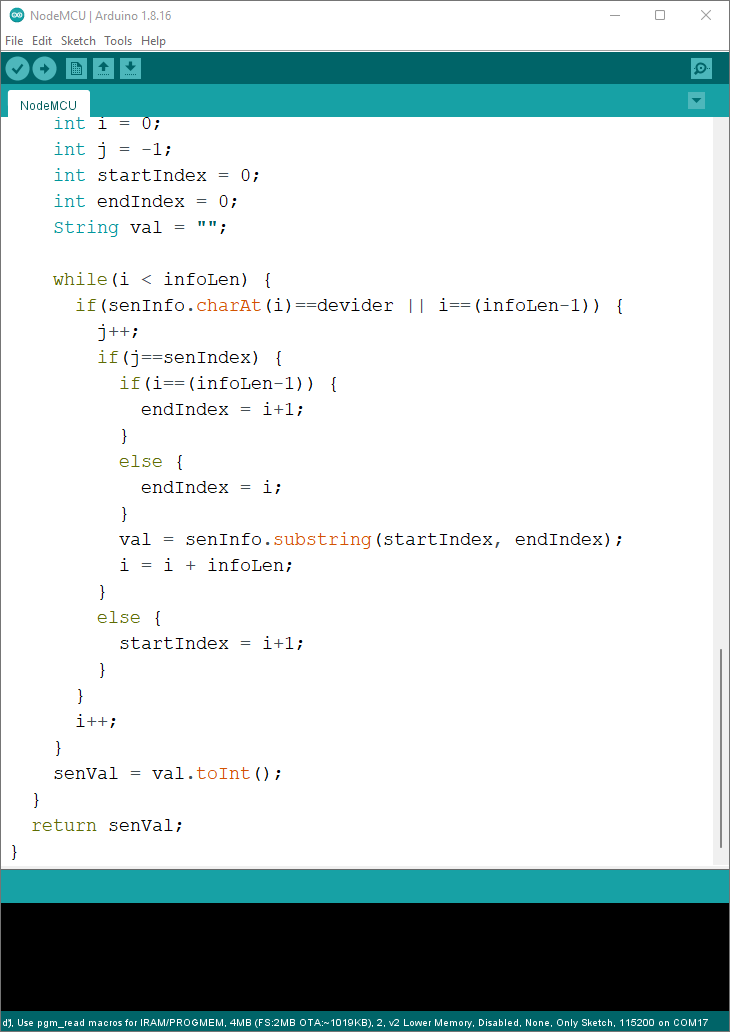 NodeMCU | Arduino 1.8.16
File Edit Sketch Tools Help
NodeMCU
    int i = 0;
    int j = -1;
    int startIndex = 0;
    int endIndex = 0;
    String val = "";

    while(i < infoLen) {
      if(senInfo.charAt(i)==devider || i==(infoLen-1)) {
        j++;
        if(j==senIndex) {
          if(i==(infoLen-1)) {
            endIndex = i+1;
          }
          else {
            endIndex = i;
          }
          val = senInfo.substring(startIndex, endIndex);
          i = i + infoLen;
        }
        else {
          startIndex = i+1;
        }
      }
      i++;
    }
    senVal = val.toInt();
  }
  return senVal;
}
d), Use pgm_read macros for IRAM/PROGMEM, 4MB (FS:2MB OTA:~1019KB), 2, v2 Lower Memory, Disabled, None, Only Sketch, 115200 on COM17